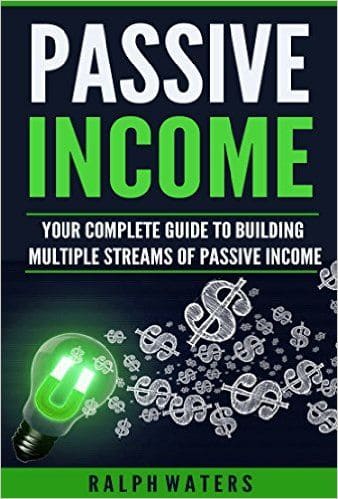 PASSIVE
INCOME
YOUR COMPLETE GUIDE TO BUILDING
MULTIPLE STREAMS OF PASSIVE INCOME
RALPH WATERS